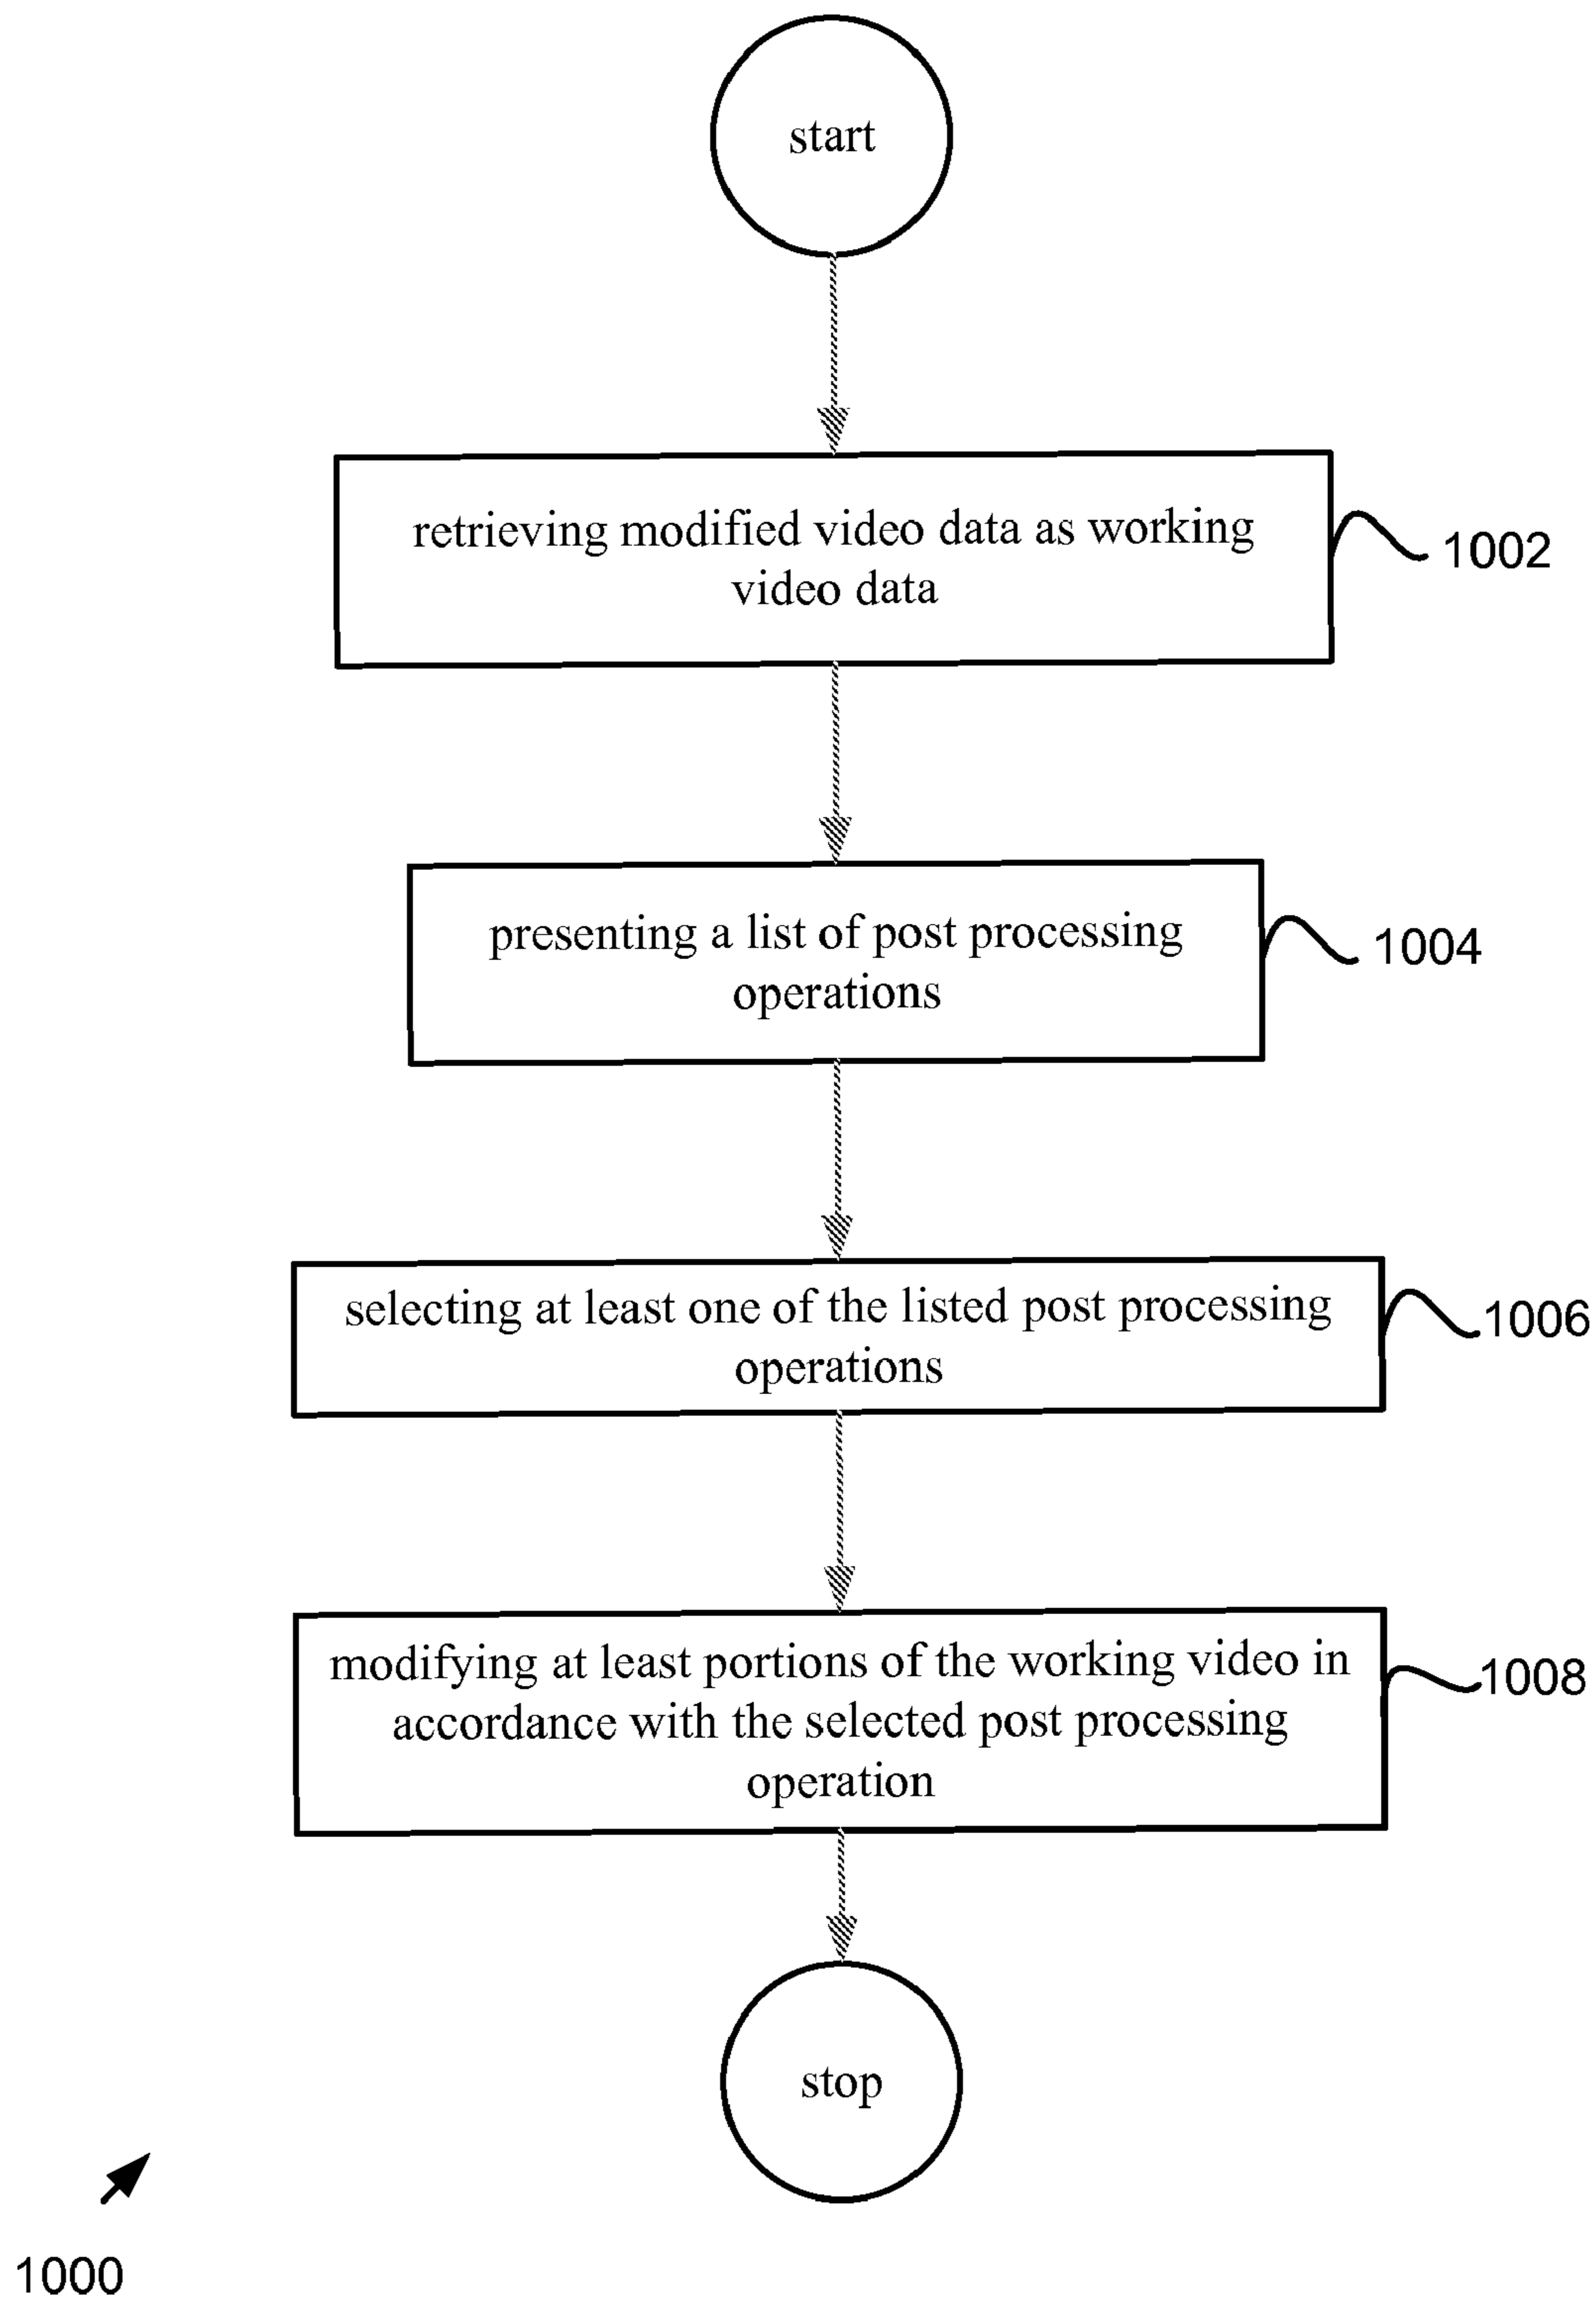 start
retrieving modified video data as working
video data
1002
presenting a list of post processing
operations
1004
selecting at least one of the listed post processing
operations
1006
modifying at least portions of the working video in
accordance with the selected post processing
operation
1008
stop
1000